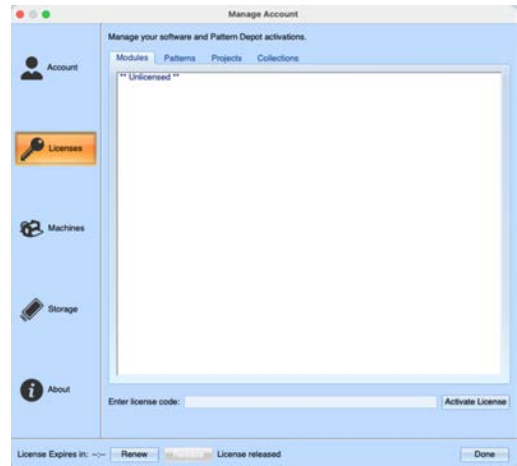 Manage Account
Manage your software and Pattern Depot activations.
Modules Patterns Projects Collections
** Unlicensed **
Account
Licenses
Machines
Storage
About
Enter license code: Activate License
License Expires in: --:-- Renew License released Done